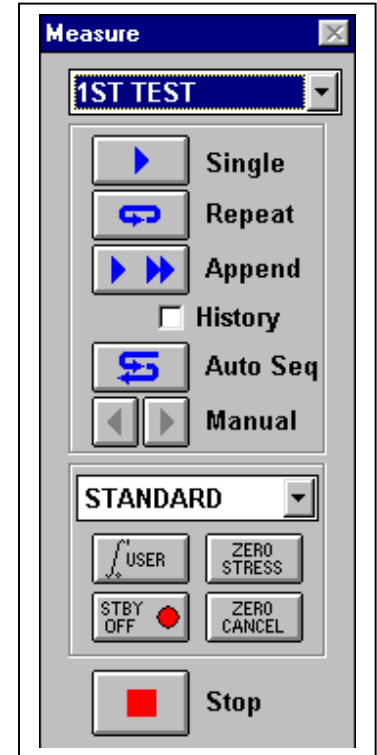 Measure
1ST TEST
Single
Repeat
Append
History
Auto Seq
Manual
STANDARD
USER
ZERO
STRESS
STBY
OFF
ZERO
CANCEL
Stop